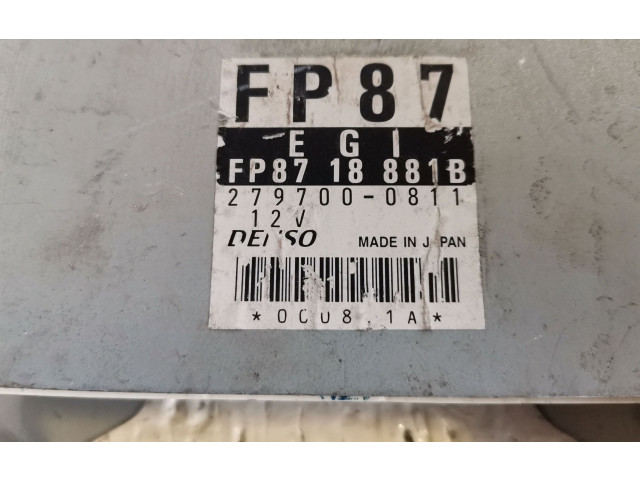 FP87
EGI
FP87 18 881B
279700-0811
12V
DENSO MADE IN JAPAN